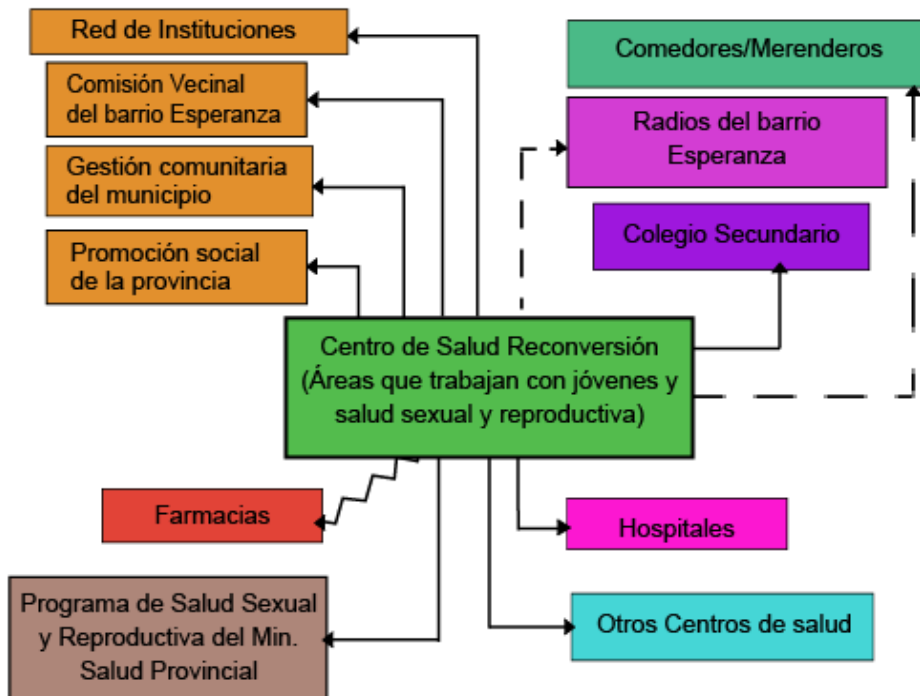 Red de Instituciones
Comisión Vecinal
del barrio Esperanza
Gestión comunitaria
del municipio
Promoción social
de la provincia
Comedores/Merenderos
Radios del barrio
Esperanza
Colegio Secundario
Centro de Salud Reconversión
(Áreas que trabajan con jóvenes y
salud sexual y reproductiva)
Farmacias
Hospitales
Programa de Salud Sexual
y Reproductiva del Min.
Salud Provincial
Otros Centros de salud